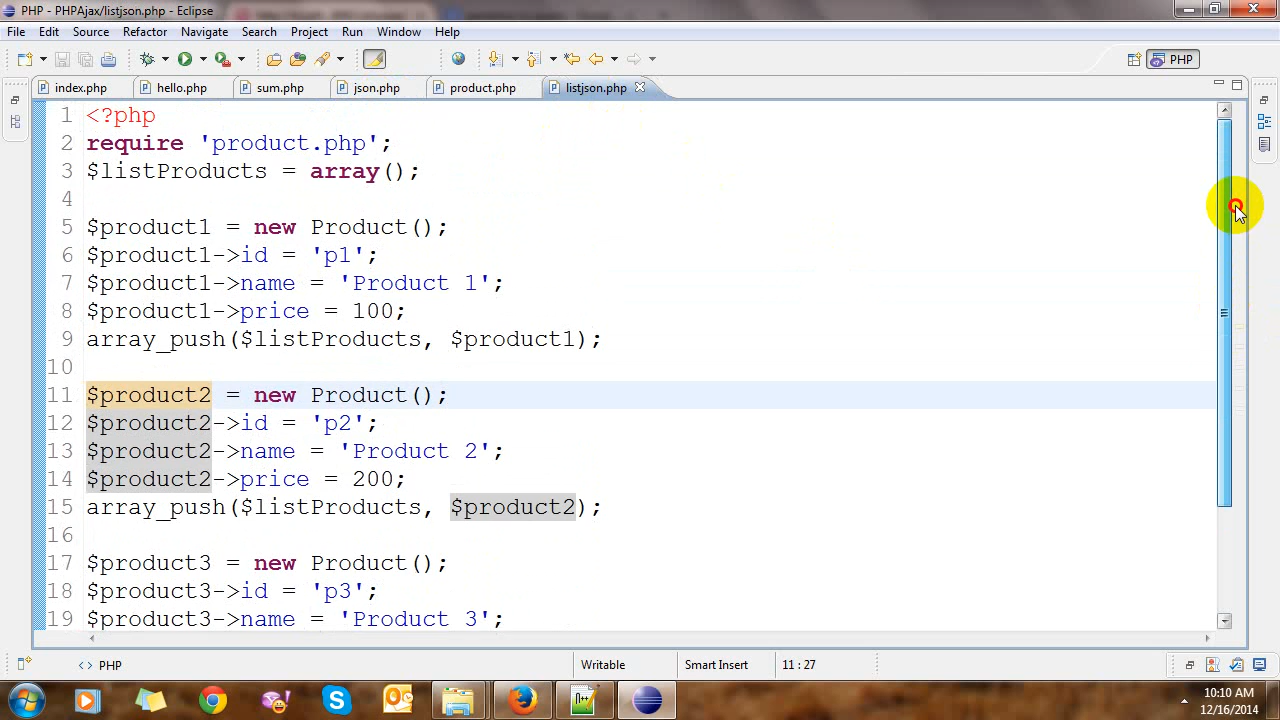 PHP - PHPAjax/listjson.php - Eclipse
File Edit Source Refactor Navigate Search Project Run Window Help
PHP
index.php hello.php sum.php json.php product.php listjson.php
1 <?php
2 require 'product.php';
3 $listProducts = array();
4
5 $product1 = new Product();
6 $product1->id = 'p1';
7 $product1->name = 'Product 1';
8 $product1->price = 100;
9 array_push($listProducts, $product1);
10
11 $product2 = new Product();
12 $product2->id = 'p2';
13 $product2->name = 'Product 2';
14 $product2->price = 200;
15 array_push($listProducts, $product2);
16
17 $product3 = new Product();
18 $product3->id = 'p3';
19 $product3->name = 'Product 3';
PHP Writable Smart Insert 11 : 27
10:10 AM
12/16/2014